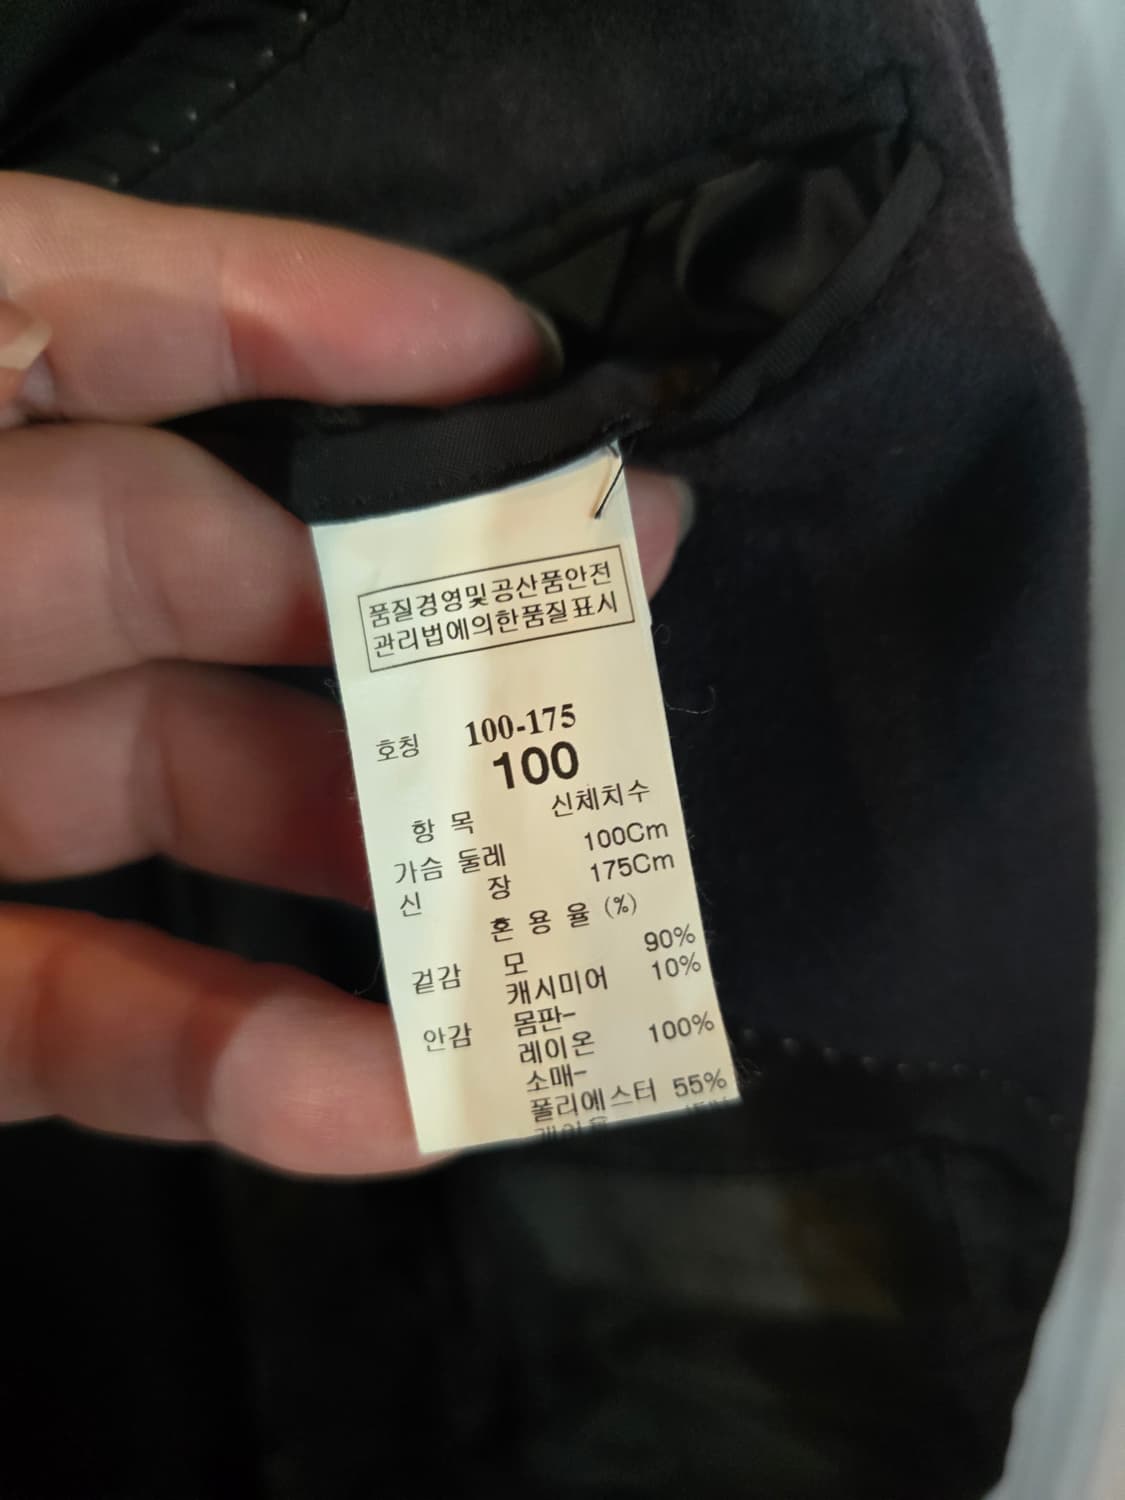 품질경영및공산품안전
관리법에의한품질표시
호칭 100-175
100
항 목 신체치수
가슴 둘레 100Cm
신 장 175Cm
혼 용 율 (%)
겉감 모 90%
캐시미어 10%
안감 몸판-
레이온 100%
소매-
폴리에스터 55%